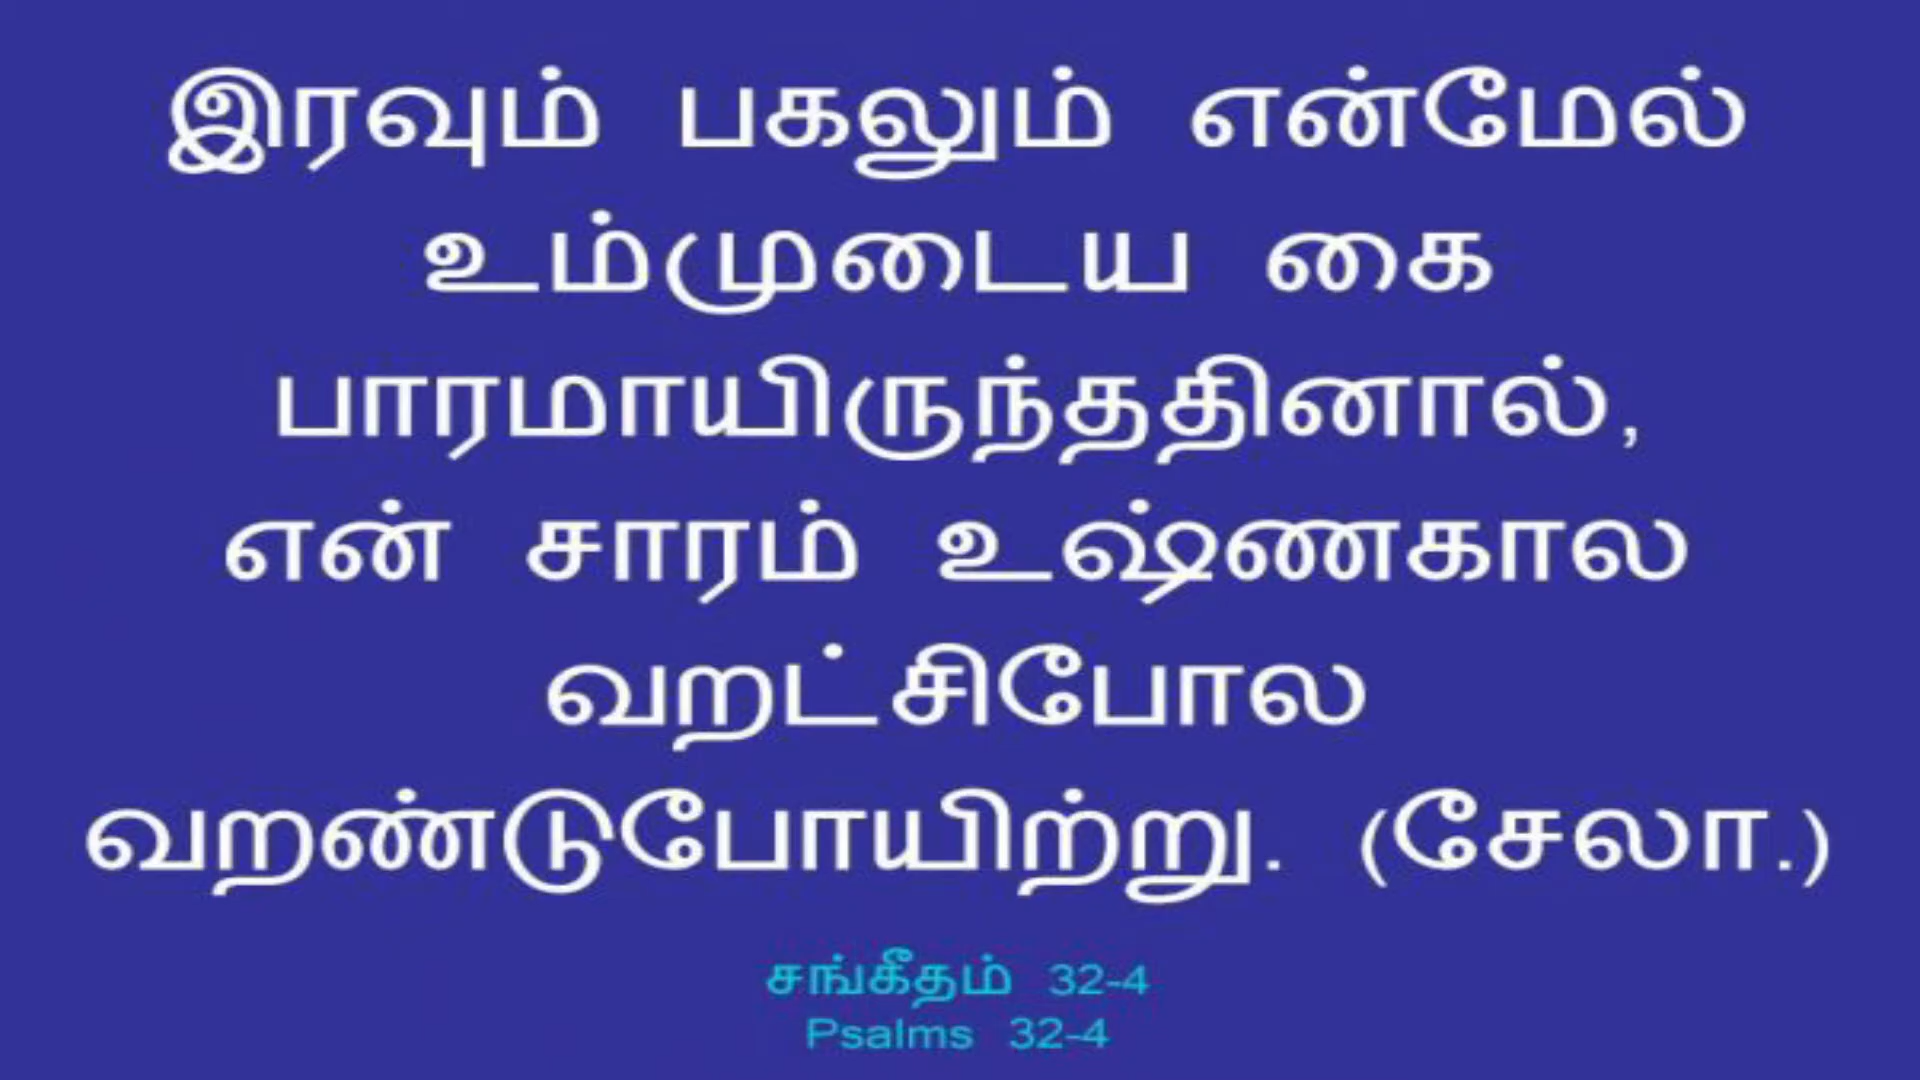 இரவும் பகலும் என்மேல்
உம்முடைய கை
பாரமாயிருந்ததினால்,
என் சாரம் உஷ்ணகால
வறட்சிபோல
வறண்டுபோயிற்று. (சேலா.)
சங்கீதம் 32-4
Psalms 32-4